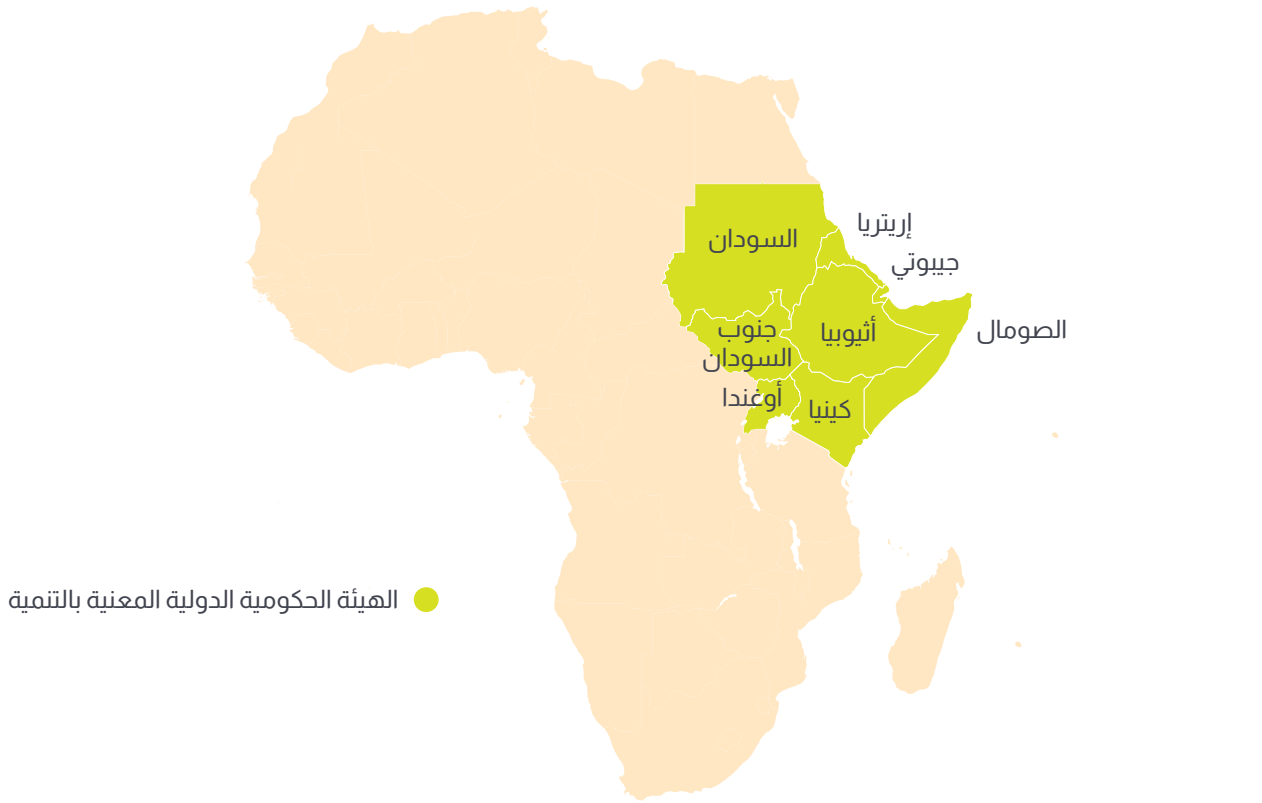 إريتريا
السودان
جيبوتي
الصومال
أثيوبيا
جنوب
السودان
أوغندا
كينيا
الهيئة الحكومية الدولية المعنية بالتنمية